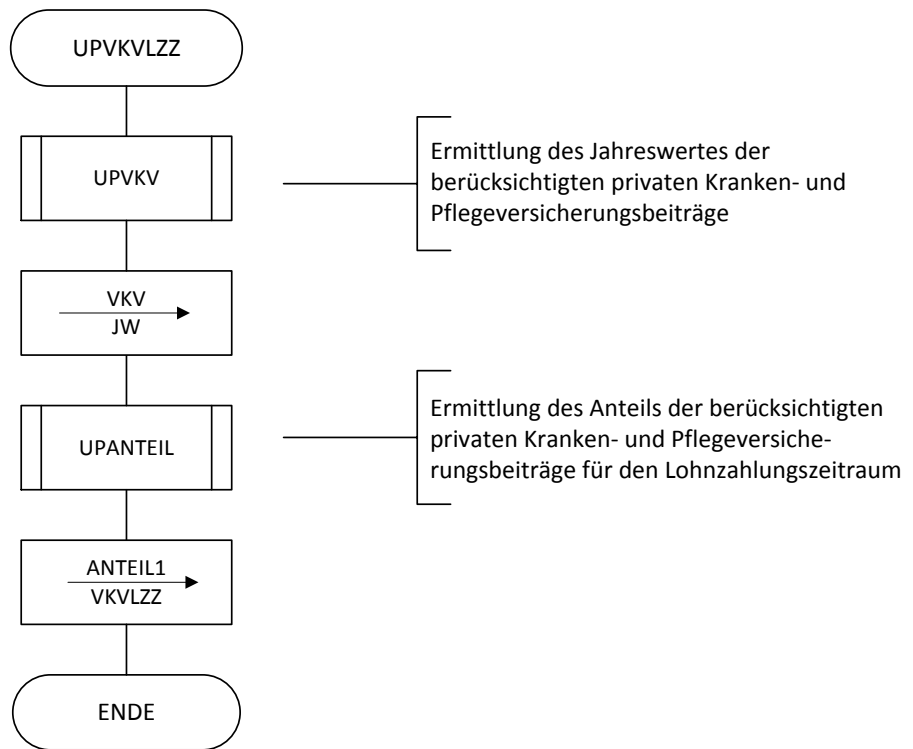 UPVKVLZZ
UPVKV
Ermittlung des Jahreswertes der
berücksichtigten privaten Kranken- und
Pflegeversicherungsbeiträge
VKV
JW
UPANTEIL
Ermittlung des Anteils der berücksichtigten
privaten Kranken- und Pflegeversiche-
rungsbeiträge für den Lohnzahlungszeitraum
ANTEIL1
VKVLZZ
ENDE